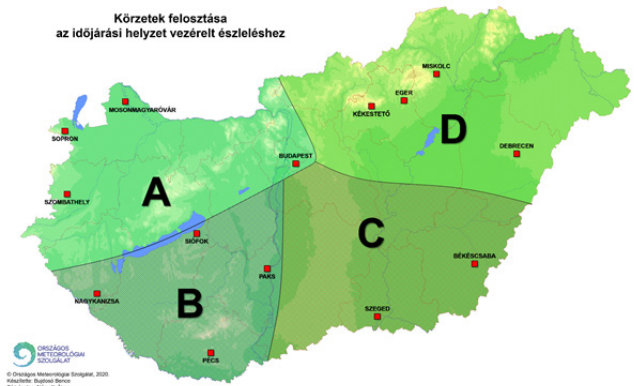 Körzetek felosztása
az időjárási helyzet vezérelt észleléshez
MISKOLC
MOSONMAGYARÓVÁR
EGER
KÉKESTETŐ
SOPRON
D
DEBRECEN
BUDAPEST
SZOMBATHELY
A
SIÓFOK
C
BÉKÉSCSABA
PAKS
NAGYKANIZSA
B
SZEGED
PÉCS
ORSZÁGOS
METEOROLÓGIAI
SZOLGÁLAT
© Országos Meteorológiai Szolgálat, 2020.
Készítette: Bujdosó Bence